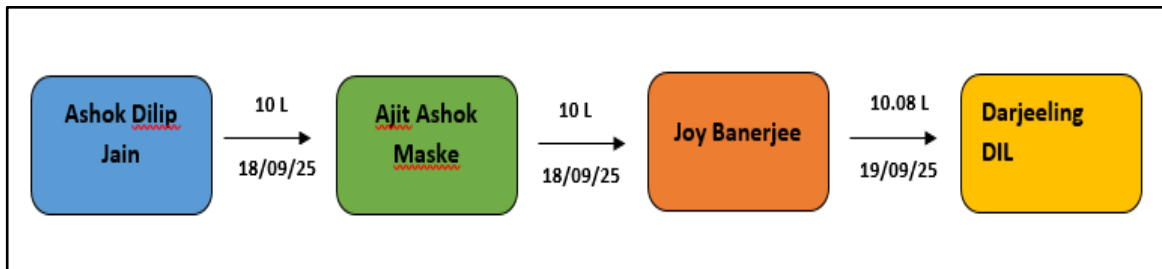 Ashok Dilip
Jain
10 L
18/09/25
Ajit Ashok
Maske
10 L
18/09/25
Joy Banerjee
10.08 L
19/09/25
Darjeeling
DIL